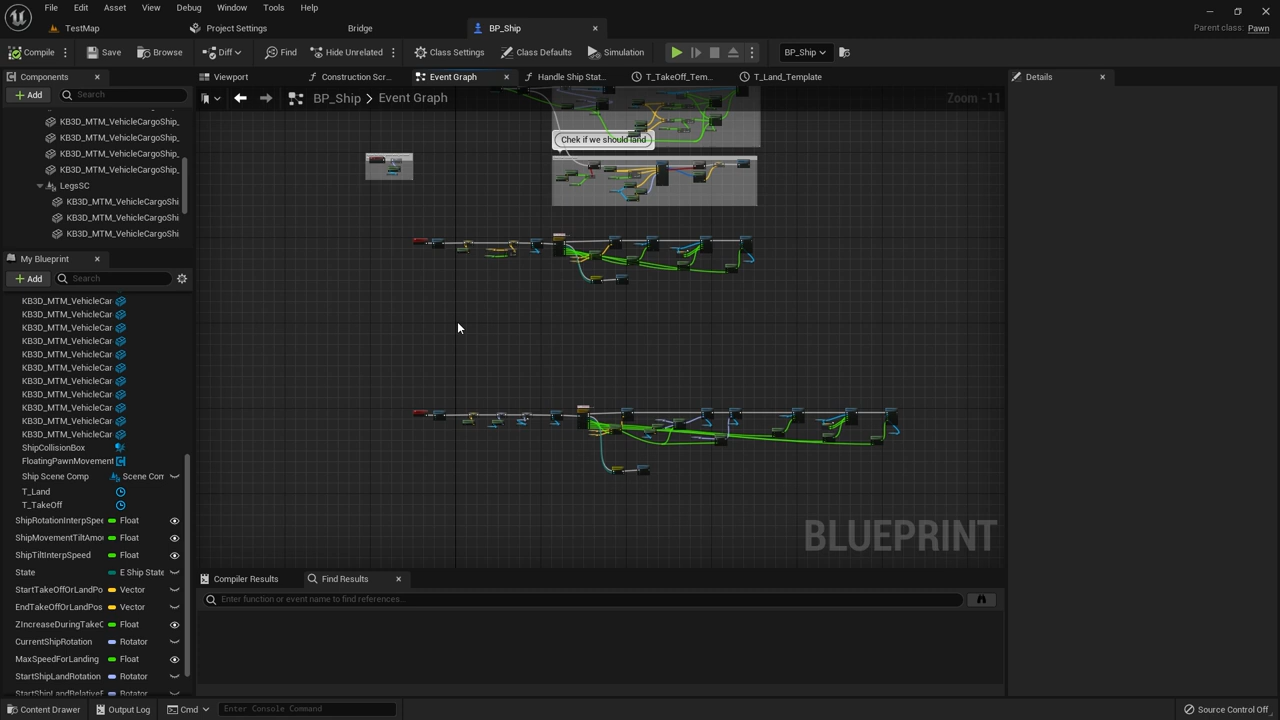 File Edit Asset View Debug Window Tools Help
TestMap Project Settings Bridge BP_Ship
Parent class: Pawn
Compile Save Browse Diff Find Hide Unrelated Class Settings Class Defaults Simulation BP_Ship
Components
Viewport Construction Scr... Event Graph Handle Ship Stat... T_TakeOff_Tem... T_Land_Template
Details
Add Search
BP_Ship Event Graph
Zoom -11
KB3D_MTM_VehicleCargoShip_
KB3D_MTM_VehicleCargoShip_
KB3D_MTM_VehicleCargoShip_
KB3D_MTM_VehicleCargoShip_
LegsSC
KB3D_MTM_VehicleCargoShi
KB3D_MTM_VehicleCargoShi
KB3D_MTM_VehicleCargoShi
Chek if we should land
My Blueprint
Add Search
KB3D_MTM_VehicleCar
KB3D_MTM_VehicleCar
KB3D_MTM_VehicleCar
KB3D_MTM_VehicleCar
KB3D_MTM_VehicleCar
KB3D_MTM_VehicleCar
KB3D_MTM_VehicleCar
KB3D_MTM_VehicleCar
KB3D_MTM_VehicleCar
KB3D_MTM_VehicleCar
KB3D_MTM_VehicleCar
ShipCollisionBox
FloatingPawnMovement
Ship Scene Comp Scene Com
T_Land
T_TakeOff
ShipRotationInterpSpee Float
ShipMovementTiltAmo Float
ShipTiltInterpSpeed Float
State E Ship State
StartTakeOffOrLandPo Vector
EndTakeOffOrLandPos Vector
ZIncreaseDuringTakeO Float
CurrentShipRotation Rotator
MaxSpeedForLanding Float
StartShipLandRotation Rotator
StartShipLandRelativeR Rotator
BLUEPRINT
Compiler Results Find Results
Enter function or event name to find references...
Content Drawer Output Log Cmd Enter Console Command Source Control Off